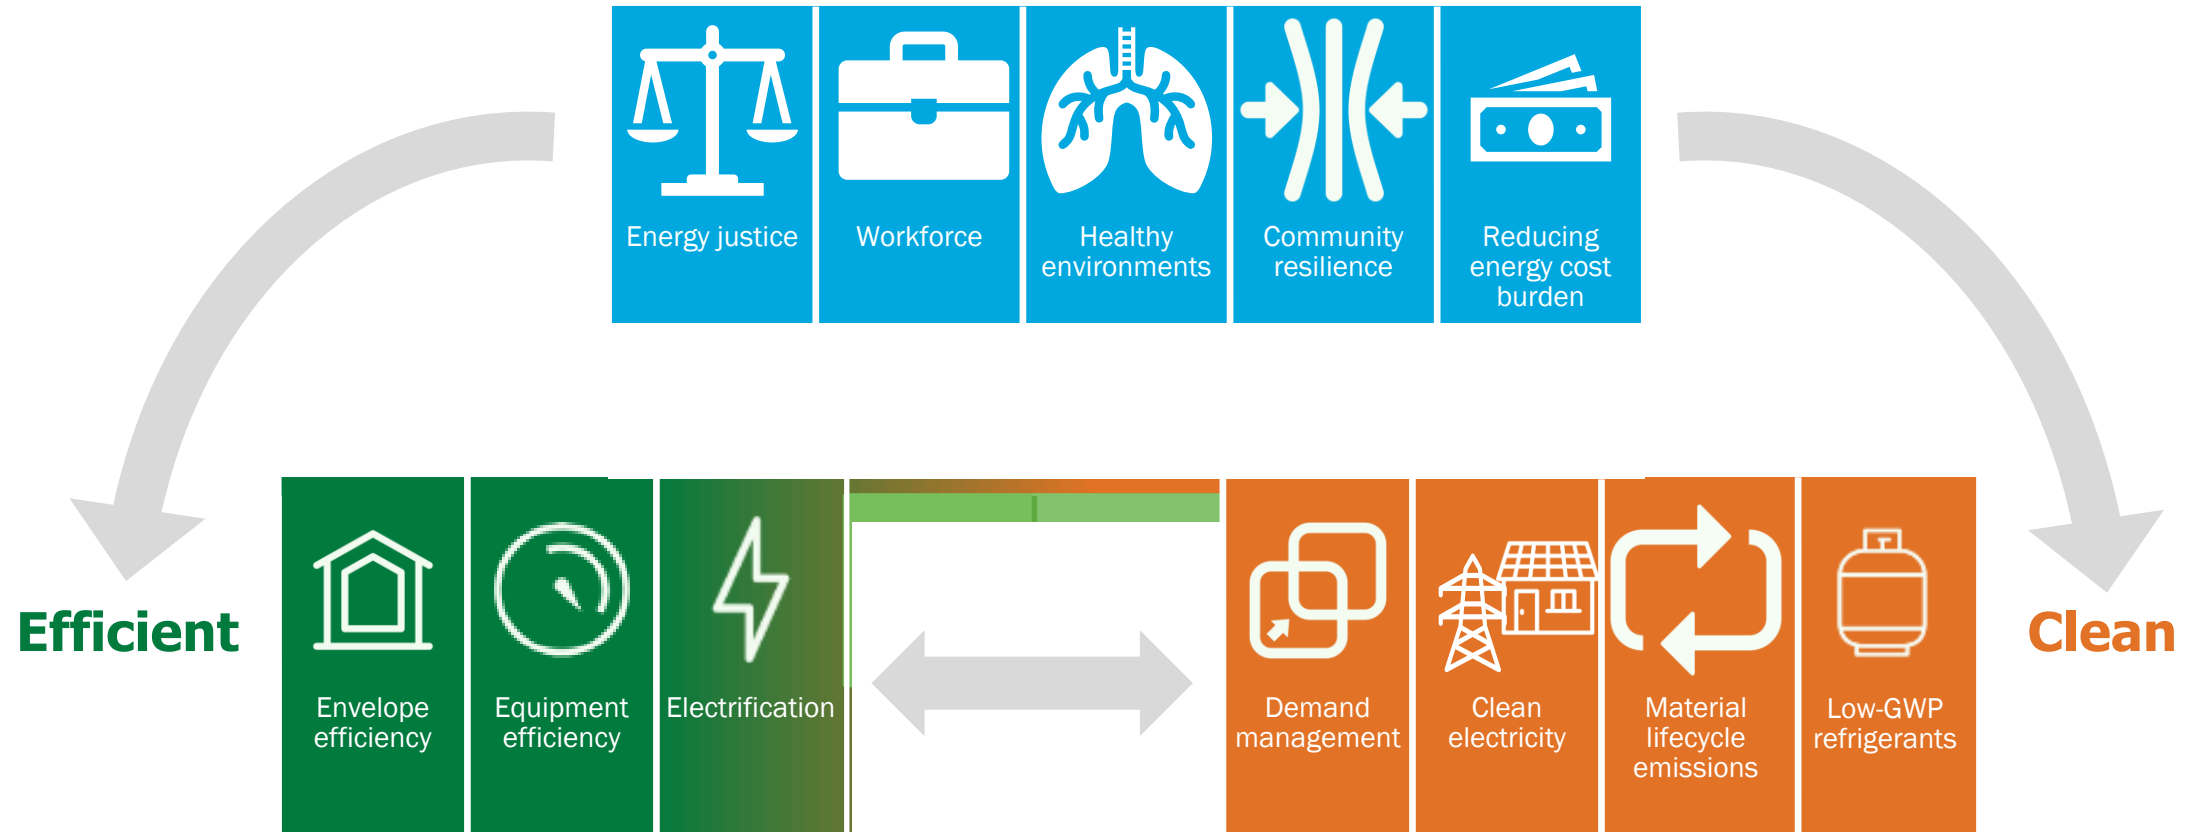 Energy justice
Workforce
Healthy
environments
Community
resilience
Reducing
energy cost
burden
Efficient
Envelope
efficiency
Equipment
efficiency
Electrification
Demand
management
Clean
electricity
Material
lifecycle
emissions
Low-GWP
refrigerants
Clean